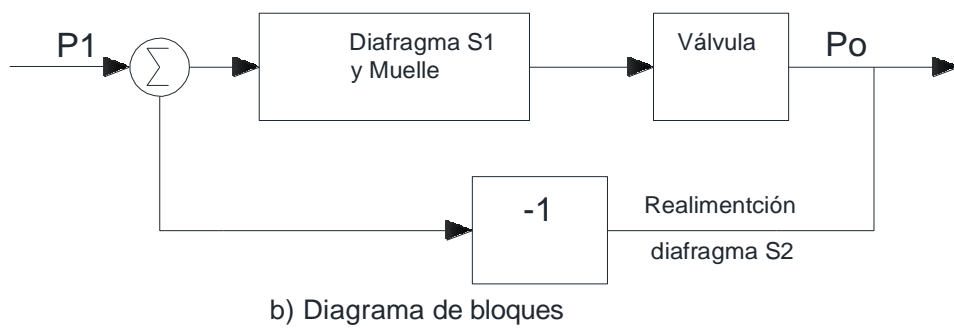 P1
Σ
Diafragma S1
y Muelle
Válvula
Po
-1
Realimentción
diafragma S2
b) Diagrama de bloques